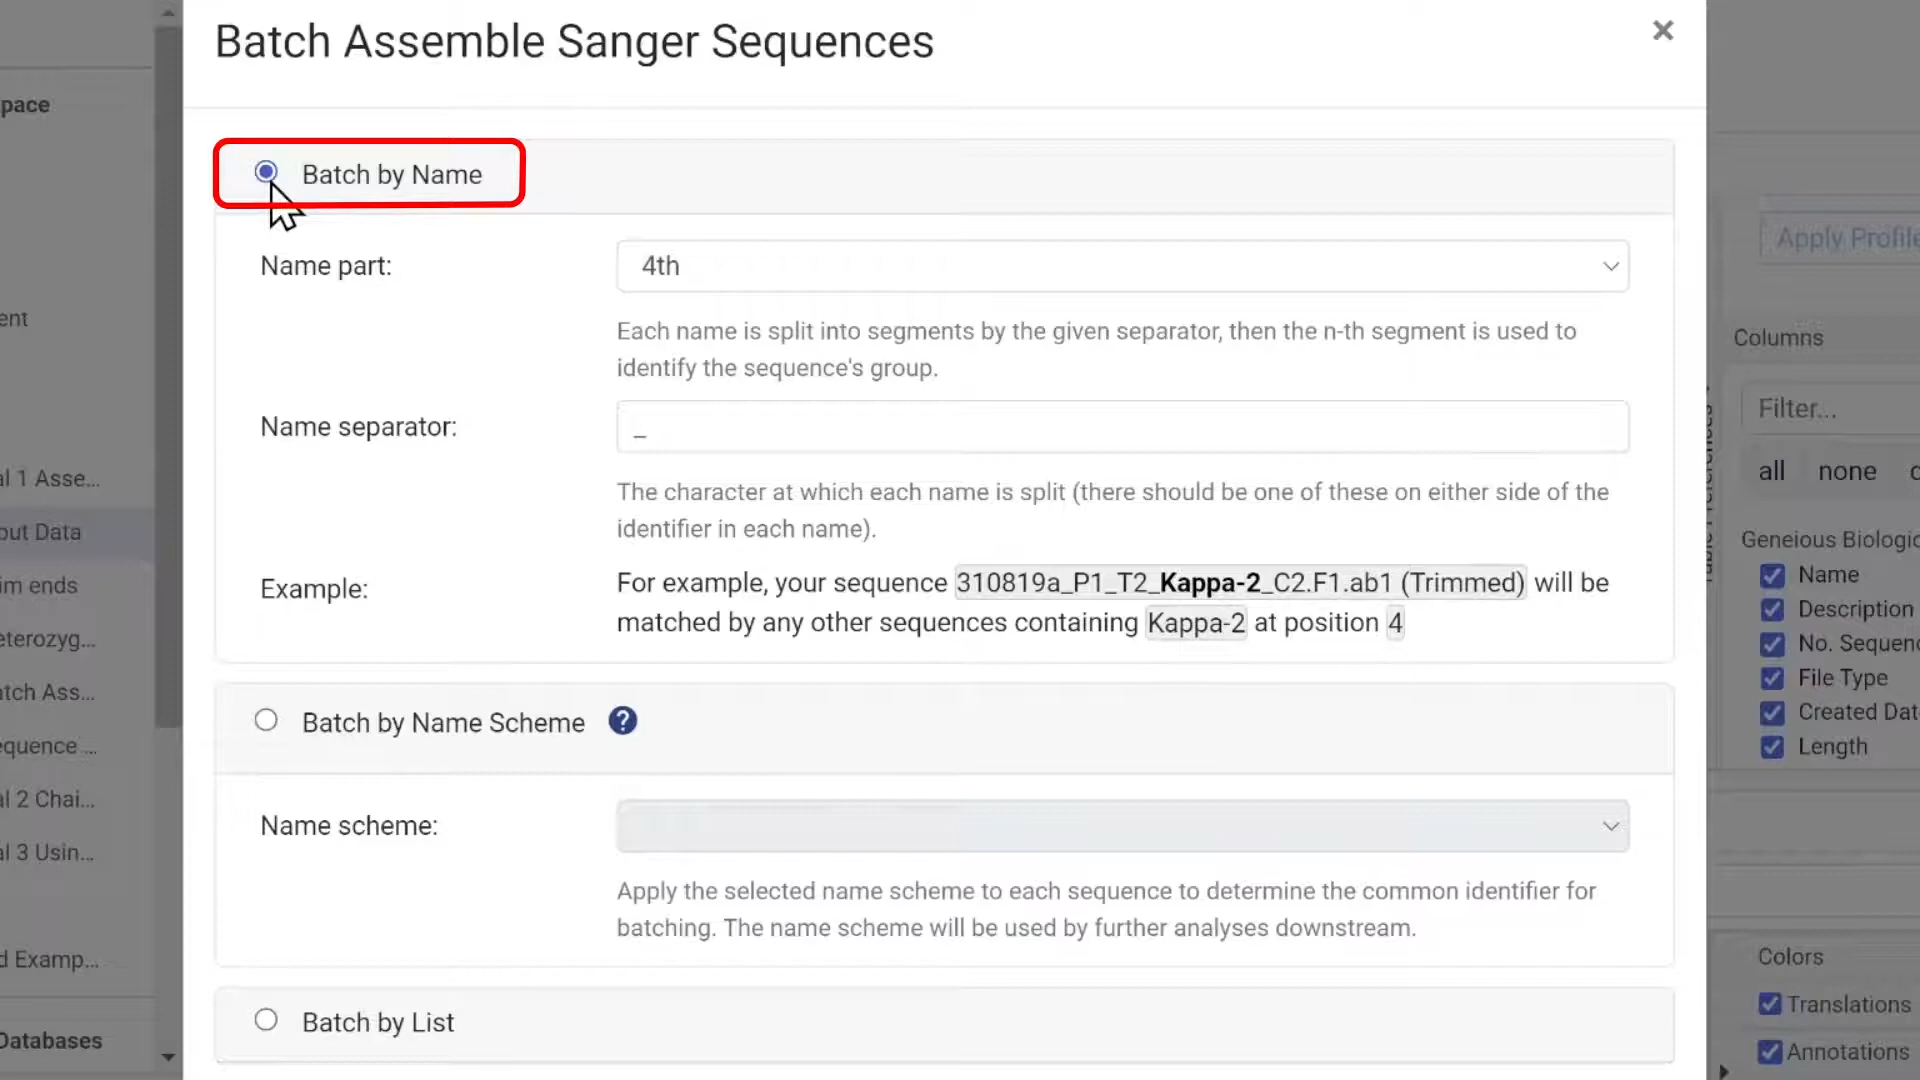 Batch Assemble Sanger Sequences
Batch by Name
Name part:
4th
Each name is split into segments by the given separator, then the n-th segment is used to
identify the sequence's group.
Name separator:
_
The character at which each name is split (there should be one of these on either side of the
identifier in each name).
Example:
For example, your sequence 310819a_P1_T2_Kappa-2_C2.F1.ab1 (Trimmed) will be
matched by any other sequences containing Kappa-2 at position 4
Batch by Name Scheme
Name scheme:
Apply the selected name scheme to each sequence to determine the common identifier for
batching. The name scheme will be used by further analyses downstream.
Batch by List
pace
ent
al 1 Asse...
out Data
im ends
eterozyg...
atch Ass...
equence ...
al 2 Chai...
al 3 Usin...
d Examp...
Databases
Apply Profile
Columns
Filter...
all none
Geneious Biologic
Name
Description
No. Sequenc
File Type
Created Dat
Length
Colors
Translations
Annotations